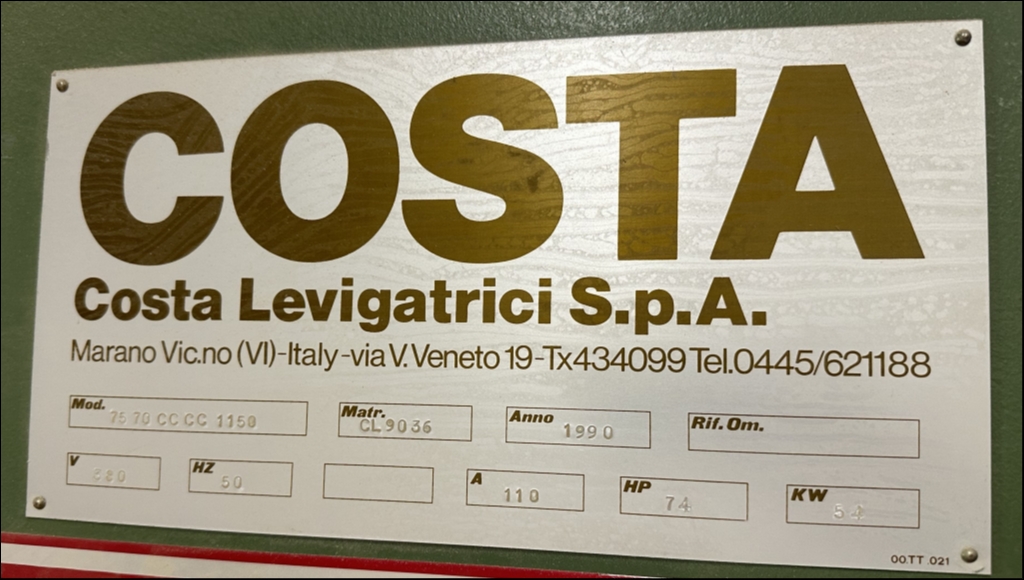 COSTA
Costa Levigatrici S.p.A.
Marano Vic.no (VI)-Italy-via V. Veneto 19-Tx434099 Tel.0445/621188
Mod. 75 70 CC CC 1150 Matr. CL9036 Anno 1990 Rif. Om.
V 380 HZ 50 A 110 HP 74 KW 54
00.TT.021